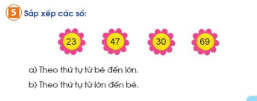 5 Sắp xếp các số:
23 47 30 69
a) Theo thứ tự từ bé đến lớn.
b) Theo thứ tự từ lớn đến bé.